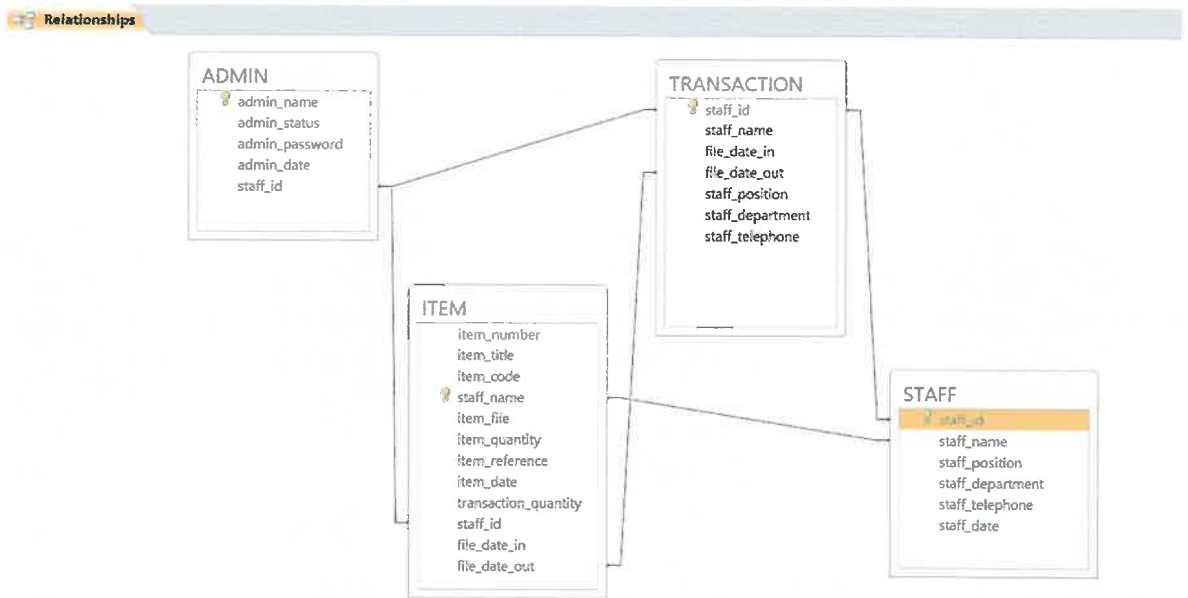 Relationships
ADMIN
admin_name
admin_status
admin_password
admin_date
staff_id
TRANSACTION
staff_id
staff_name
file_date_in
file_date_out
staff_position
staff_department
staff_telephone
ITEM
item_number
item_title
item_code
staff_name
item_file
item_quantity
item_reference
item_date
transaction_quantity
staff_id
file_date_in
file_date_out
STAFF
staff_id
staff_name
staff_position
staff_department
staff_telephone
staff_date